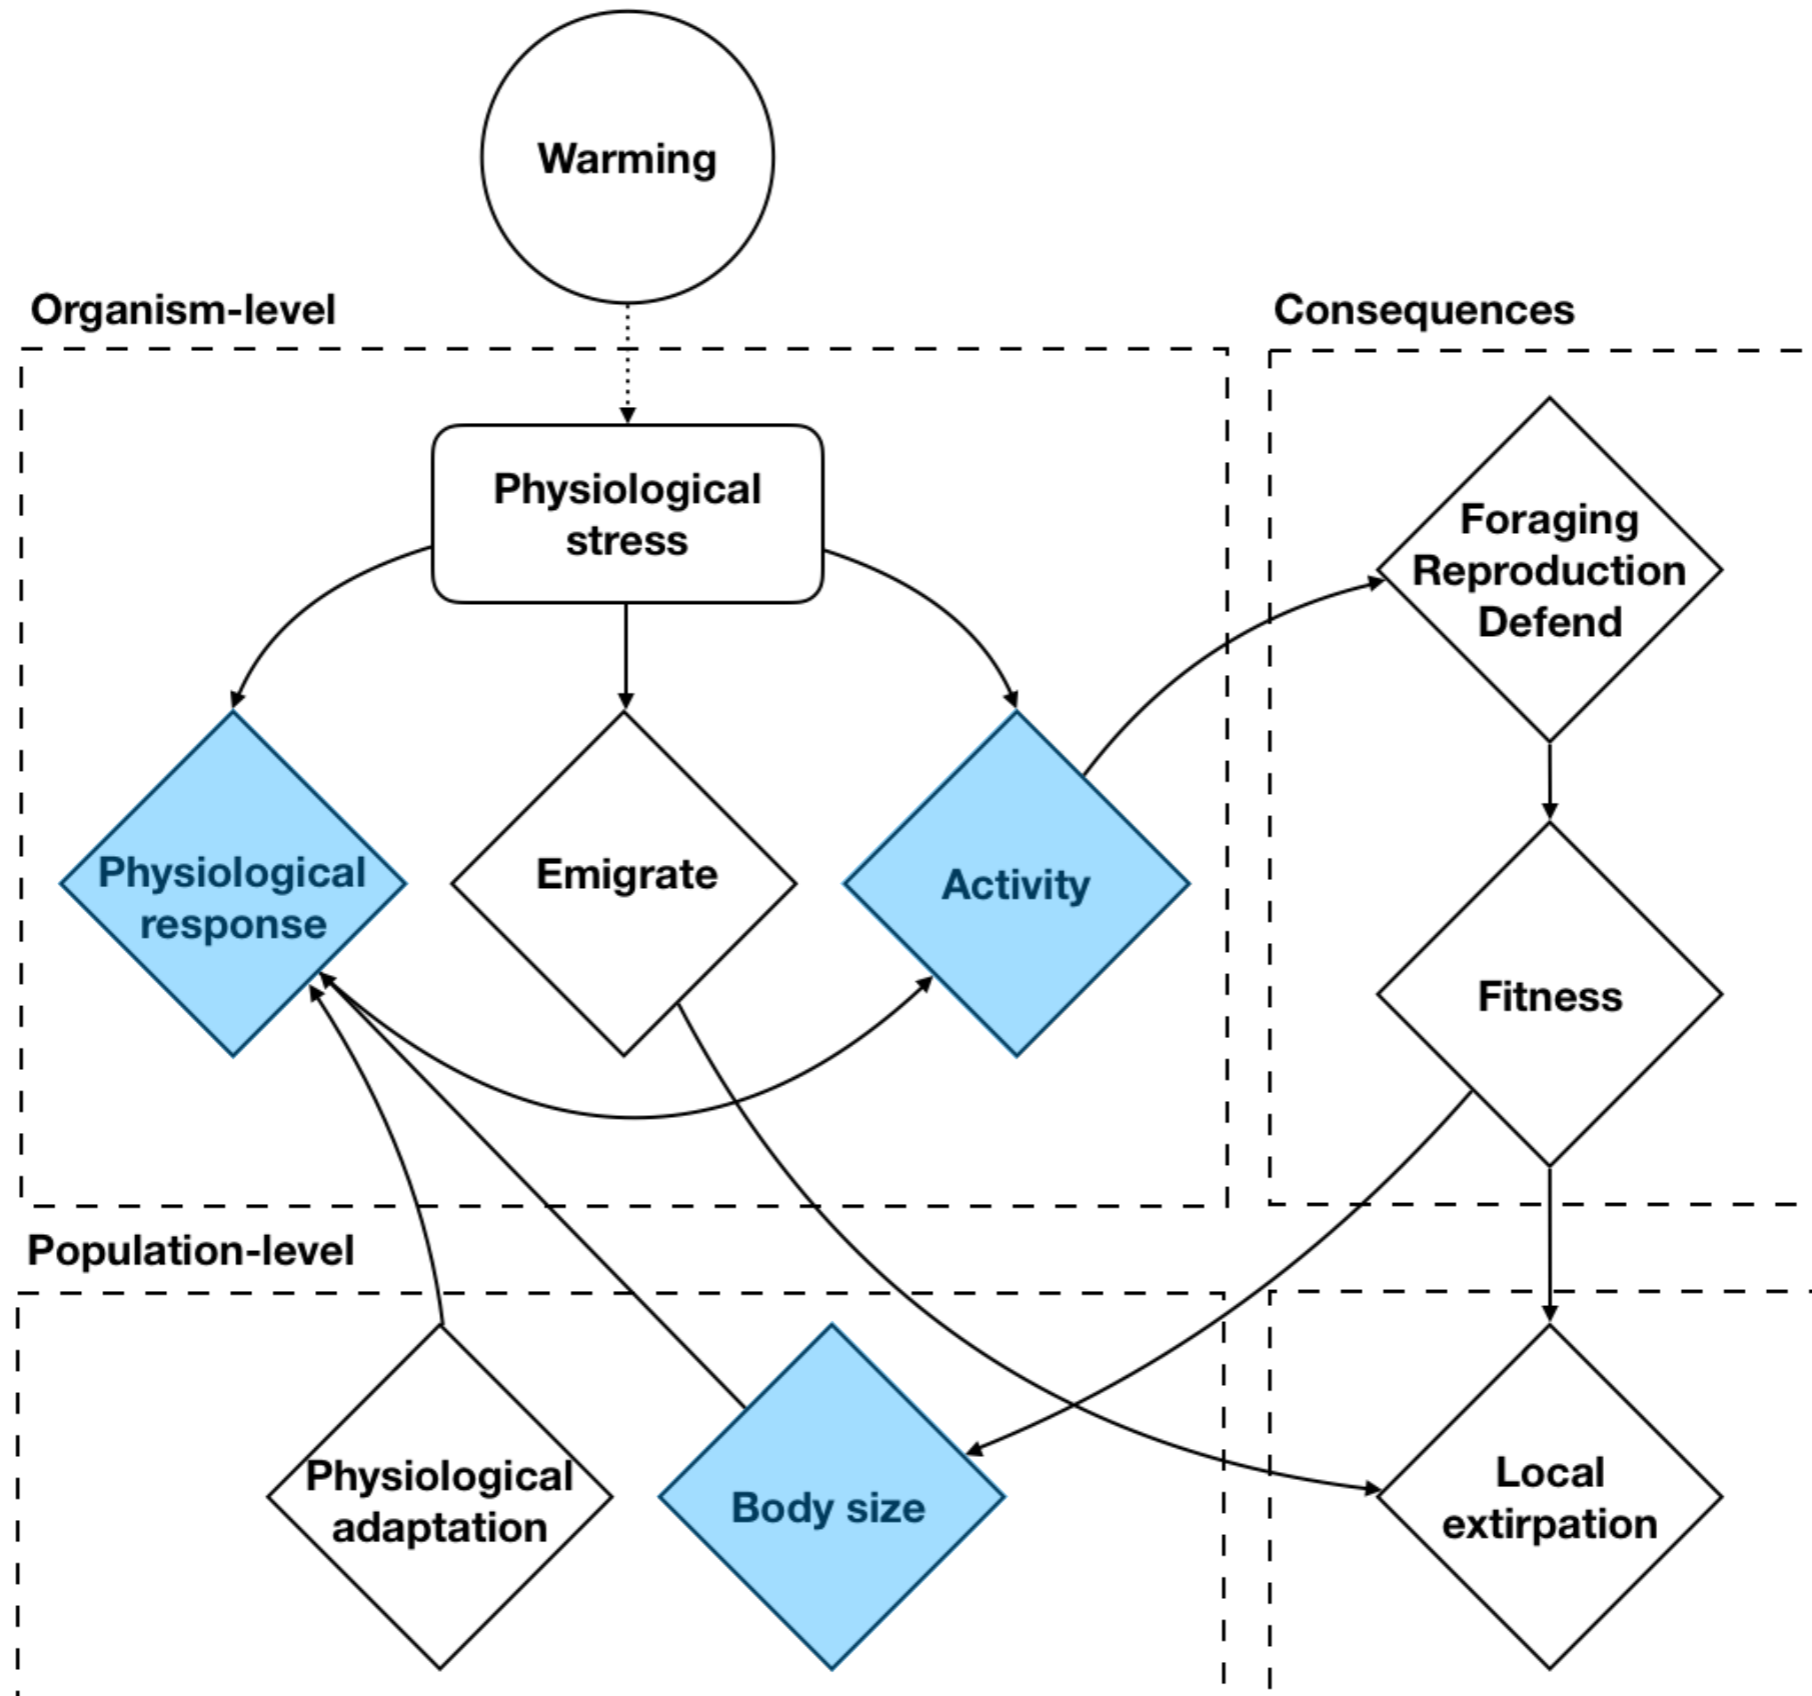 Warming
Organism-level
Consequences
Physiological
stress
Foraging
Reproduction
Defend
Physiological
response
Emigrate
Activity
Fitness
Population-level
Physiological
adaptation
Body size
Local
extirpation